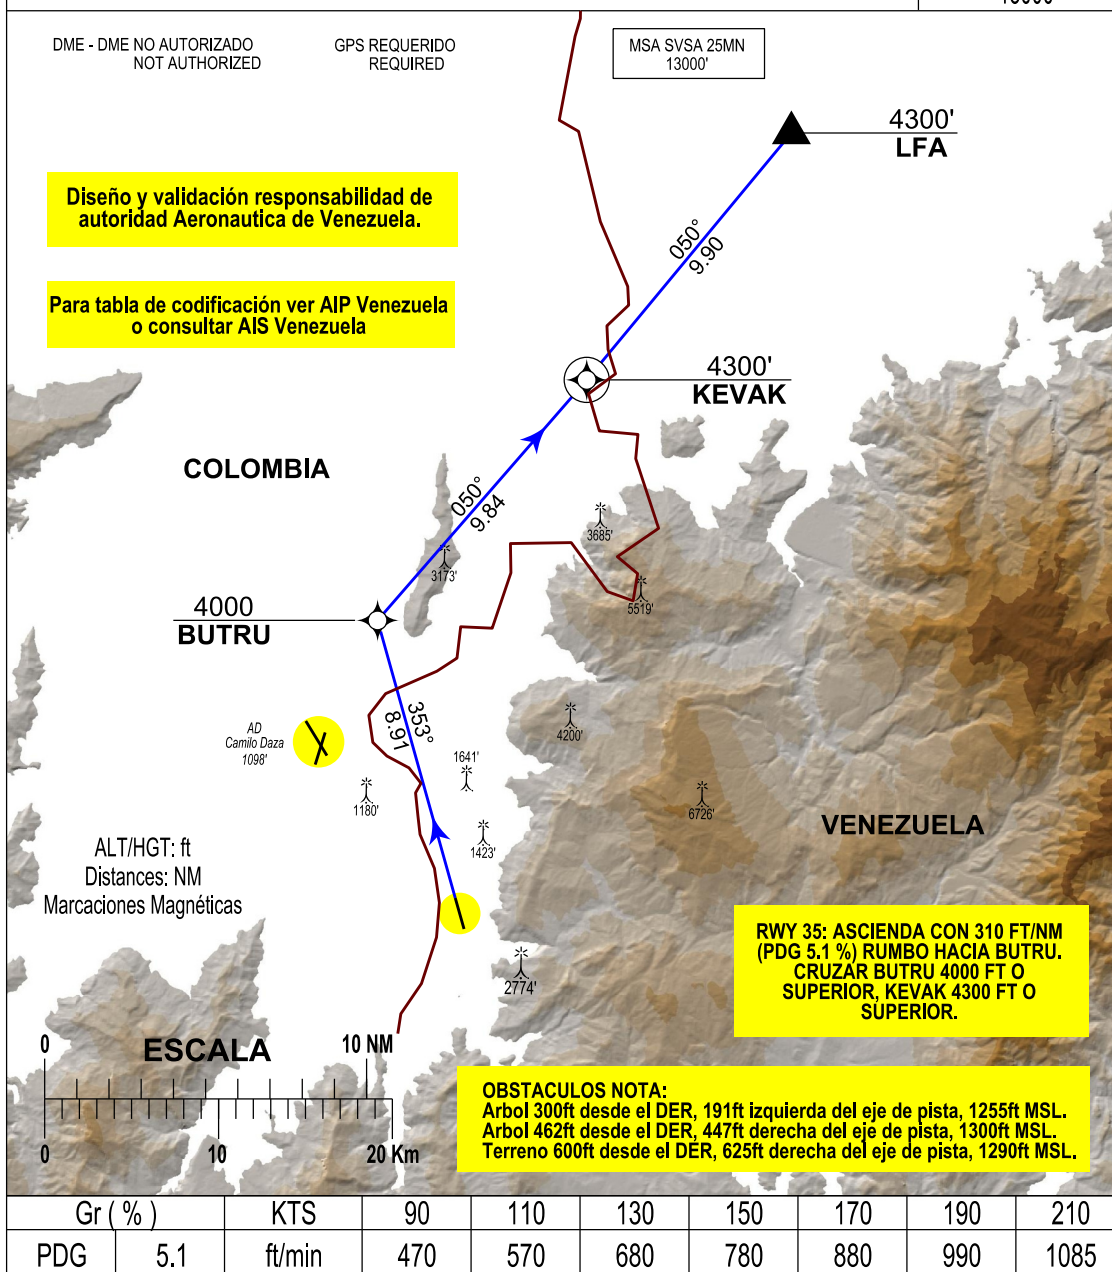 DME - DME NO AUTORIZADO
NOT AUTHORIZED
GPS REQUERIDO
REQUIRED
MSA SVSA 25MN
13000'
4300'
LFA
Diseño y validación responsabilidad de
autoridad Aeronautica de Venezuela.
050°
9.90
Para tabla de codificación ver AIP Venezuela
o consultar AIS Venezuela
4300'
KEVAK
COLOMBIA
050°
9.84
3685'
3173'
5519'
4000
BUTRU
353°
8.91
4200'
AD
Camilo Daza
1098'
1641'
1180'
6726'
1423'
VENEZUELA
ALT/HGT: ft
Distances: NM
Marcaciones Magnéticas
2774'
RWY 35: ASCIENDA CON 310 FT/NM
(PDG 5.1 %) RUMBO HACIA BUTRU.
CRUZAR BUTRU 4000 FT O
SUPERIOR, KEVAK 4300 FT O
SUPERIOR.
0 ESCALA 10 NM
0 10 20 Km
OBSTACULOS NOTA:
Arbol 300ft desde el DER, 191ft izquierda del eje de pista, 1255ft MSL.
Arbol 462ft desde el DER, 447ft derecha del eje de pista, 1300ft MSL.
Terreno 600ft desde el DER, 625ft derecha del eje de pista, 1290ft MSL.
Gr ( % ) KTS 90 110 130 150 170 190 210
PDG 5.1 ft/min 470 570 680 780 880 990 1085